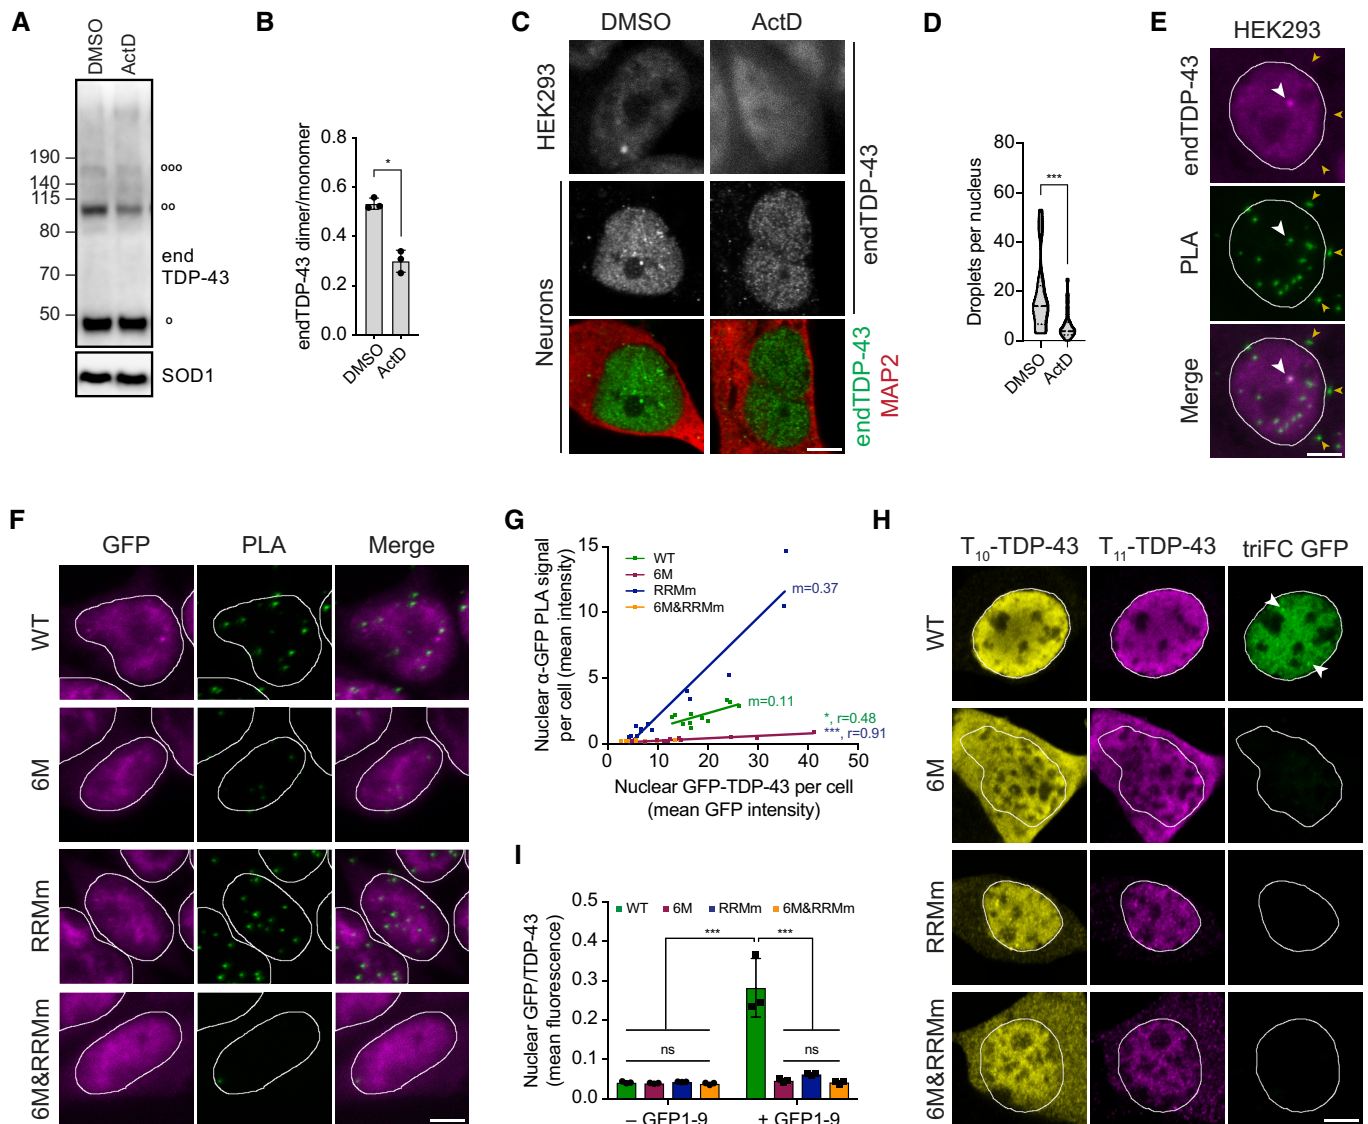 A
DMSO
ActD
190
140
115
80
70
50
ooo
oo
end
TDP-43
o
SOD1
B
endTDP-43 dimer/monomer
0.8
0.6
0.4
0.2
0.0
*
DMSO
ActD
C
DMSO
ActD
HEK293
Neurons
endTDP-43
endTDP-43
MAP2
D
Droplets per nucleus
80
60
40
20
0
***
DMSO
ActD
E
HEK293
endTDP-43
PLA
Merge
F
GFP
PLA
Merge
WT
6M
RRMm
6M&RRMm
G
Nuclear α-GFP PLA signal
per cell (mean intensity)
15
10
5
0
WT
6M
RRMm
6M&RRMm
m=0.37
m=0.11
*, r=0.48
***, r=0.91
0
10
20
30
40
50
Nuclear GFP-TDP-43 per cell
(mean GFP intensity)
H
T10-TDP-43
T11-TDP-43
triFC GFP
WT
6M
RRMm
6M&RRMm
I
Nuclear GFP/TDP-43
(mean fluorescence)
0.5
0.4
0.3
0.2
0.1
0.0
WT
6M
RRMm
6M&RRMm
***
***
ns
ns
– GFP1-9
+ GFP1-9